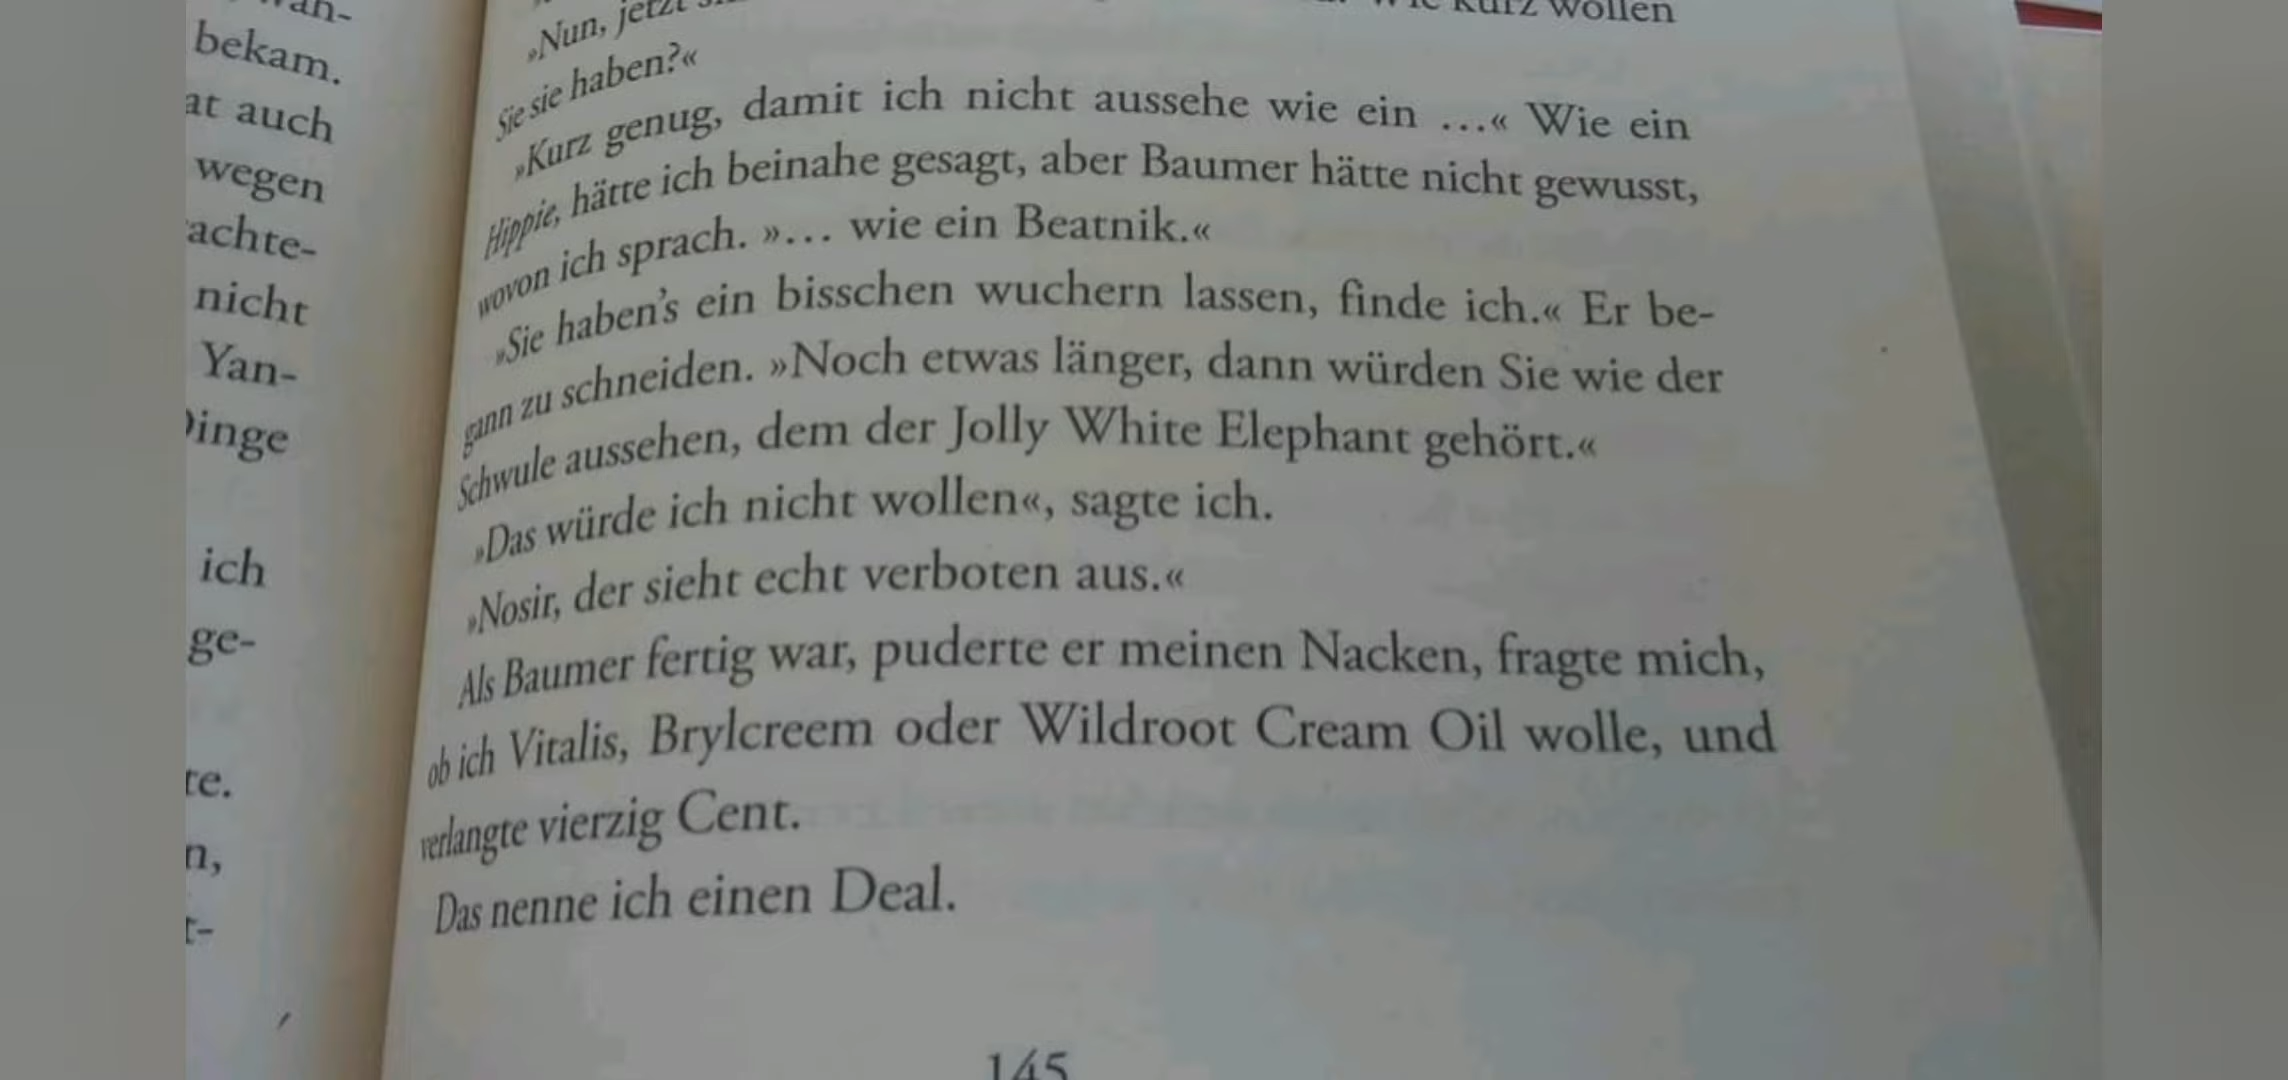 bekam.
auch
wegen
nicht
Yan-
ich
ge-
»Nun, jetzt
kurz wollen
Sie sie haben?«
»Kurz genug, damit ich nicht aussehe wie ein ...« Wie ein
Hippie, hätte ich beinahe gesagt, aber Baumer hätte nicht gewusst,
wovon ich sprach. »... wie ein Beatnik.«
»Sie haben's ein bisschen wuchern lassen, finde ich.« Er be-
gann zu schneiden. »Noch etwas länger, dann würden Sie wie der
Schwule aussehen, dem der Jolly White Elephant gehört.«
»Das würde ich nicht wollen«, sagte ich.
»Nosir, der sieht echt verboten aus.«
Als Baumer fertig war, puderte er meinen Nacken, fragte mich,
ob ich Vitalis, Brylcreem oder Wildroot Cream Oil wolle, und
verlangte vierzig Cent.
Das nenne ich einen Deal.
145